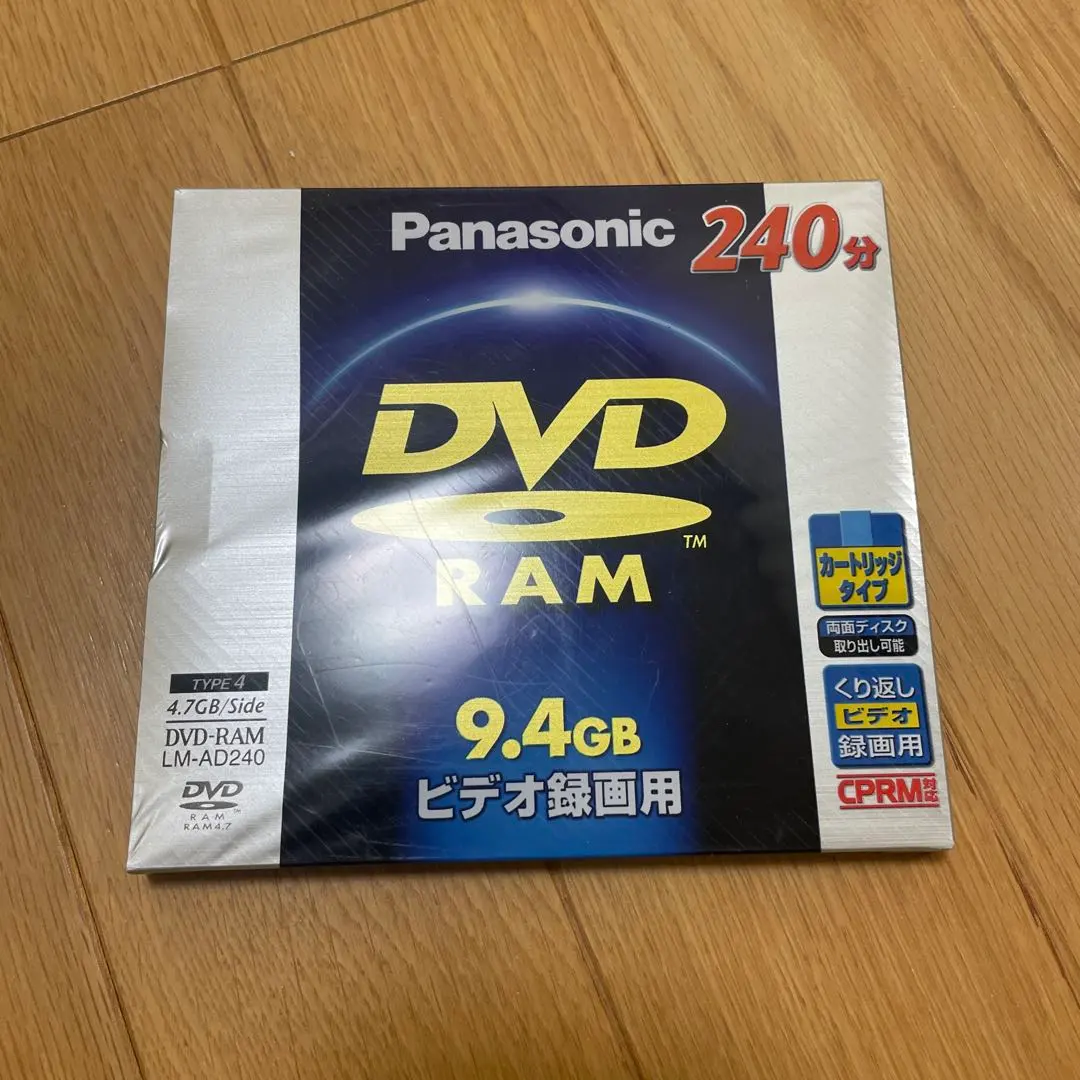 Panasonic
240分
DVD
RAM
TM
カートリッジ
タイプ
両面ディスク
取り出し可能
くり返し
ビデオ
録画用
CPRM対応
TYPE 4
4.7GB/Side
DVD-RAM
LM-AD240
DVD
TM
RAM
RAM4.7
9.4GB
ビデオ録画用